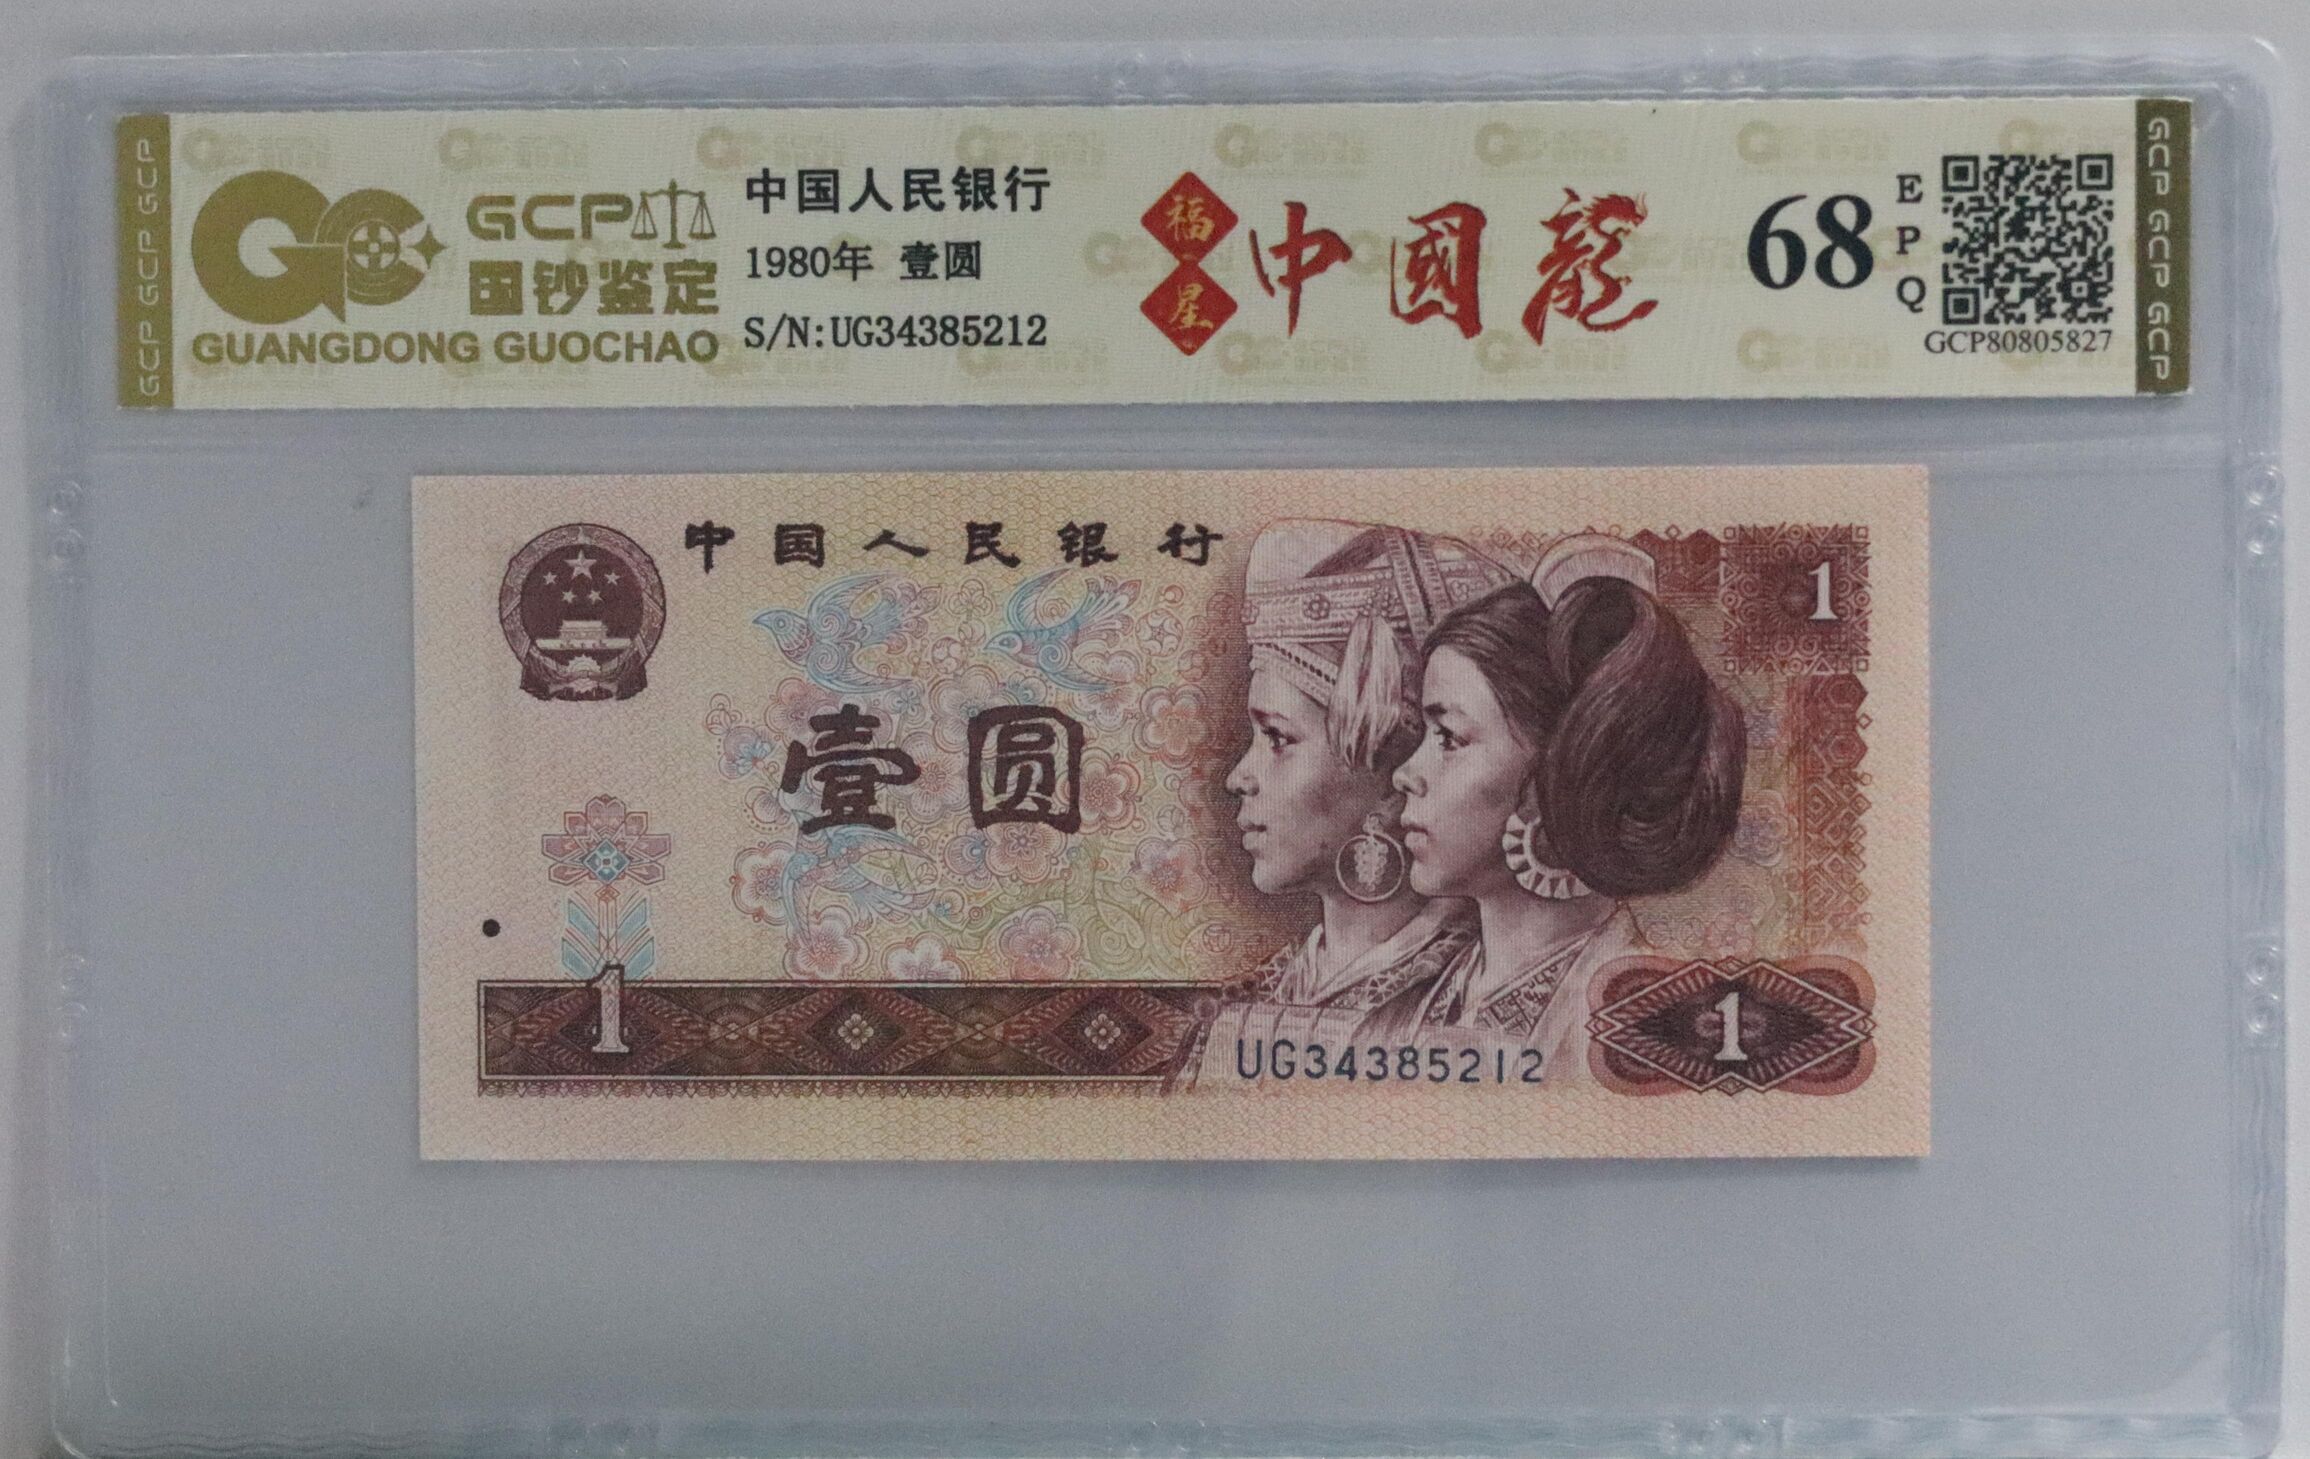 GCP GCP GCP
GCP
国钞鉴定
GUANGDONG GUOCHAO
中国人民银行
1980年 壹圆
S/N:UG34385212
福星
中國龍
68
EPQ
GCP80805827
GCP GCP GCP
中国人民银行
1
壹圆
1
UG34385212
1